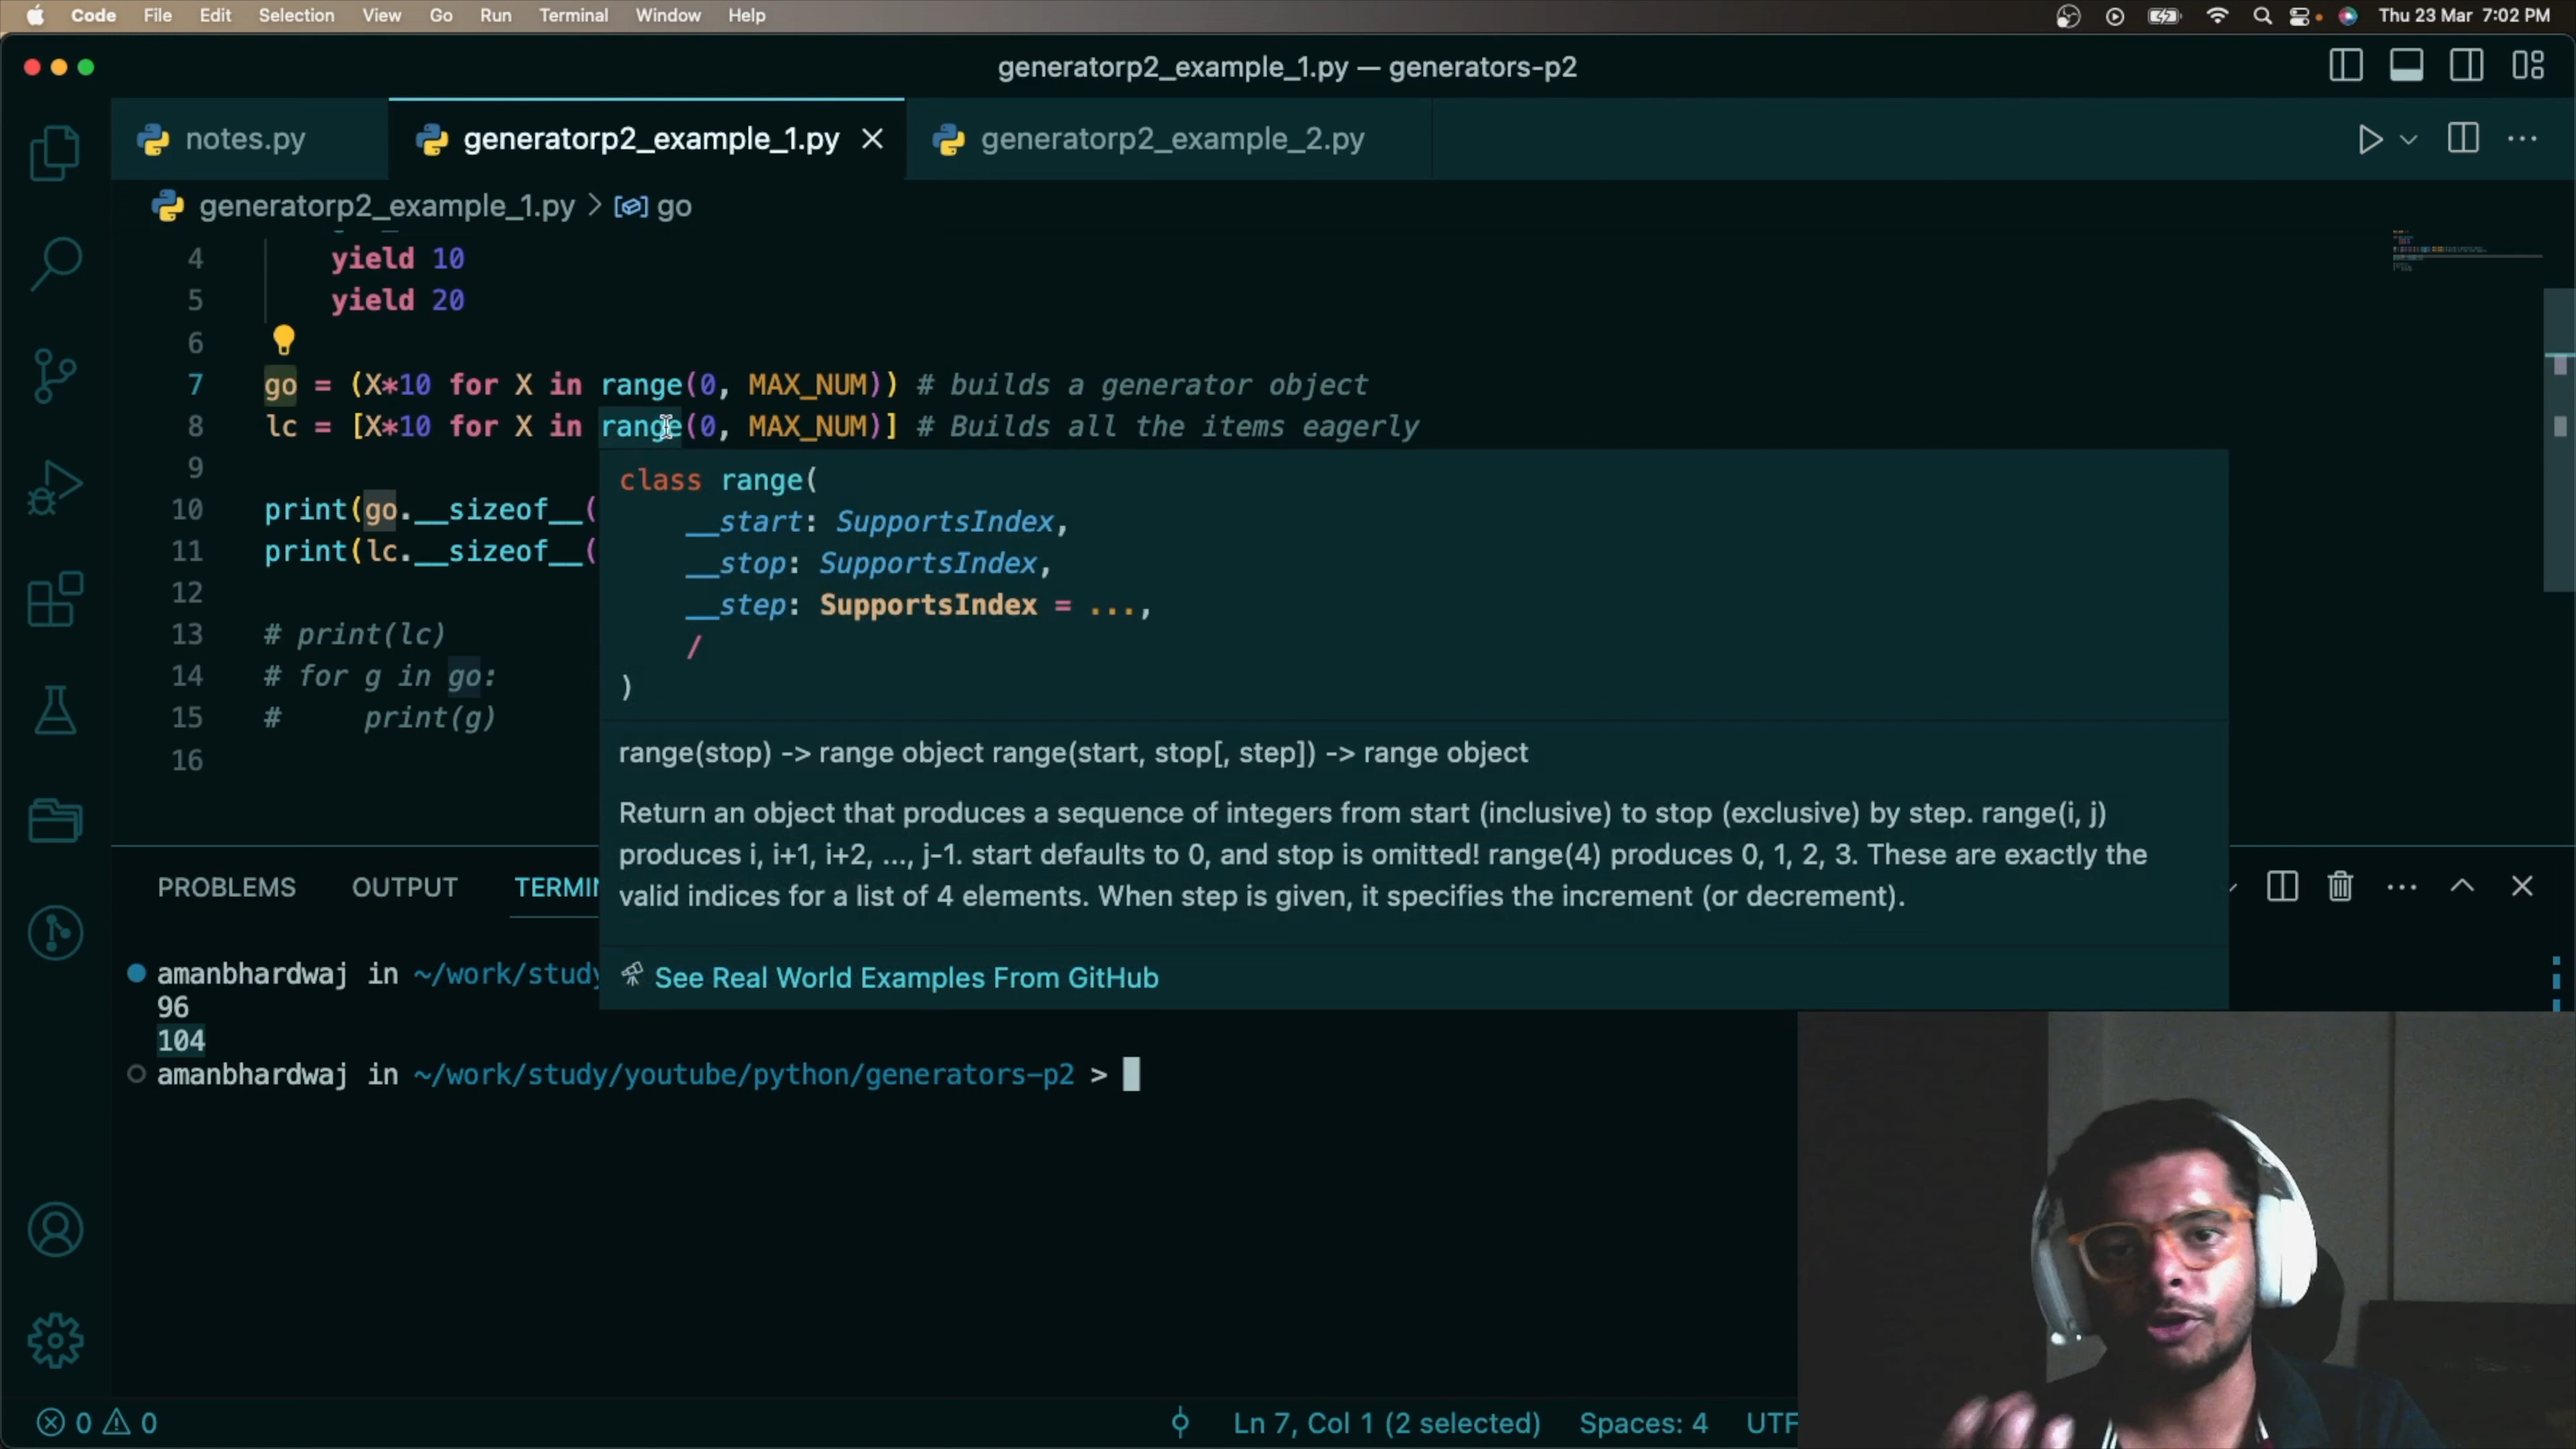 Code File Edit Selection View Go Run Terminal Window Help Thu 23 Mar 7:02 PM
generatorp2_example_1.py — generators-p2
notes.py generatorp2_example_1.py generatorp2_example_2.py
generatorp2_example_1.py > go
4 yield 10
5 yield 20
6
7 go = (X*10 for X in range(0, MAX_NUM)) # builds a generator object
8 lc = [X*10 for X in range(0, MAX_NUM)] # Builds all the items eagerly
9
10 print(go.__sizeof__(
11 print(lc.__sizeof__(
12
13 # print(lc)
14 # for g in go:
15 #     print(g)
16
class range(
__start: SupportsIndex,
__stop: SupportsIndex,
__step: SupportsIndex = ...,
/
)
range(stop) -> range object range(start, stop[, step]) -> range object
Return an object that produces a sequence of integers from start (inclusive) to stop (exclusive) by step. range(i, j)
produces i, i+1, i+2, ..., j-1. start defaults to 0, and stop is omitted! range(4) produces 0, 1, 2, 3. These are exactly the
valid indices for a list of 4 elements. When step is given, it specifies the increment (or decrement).
See Real World Examples From GitHub
PROBLEMS OUTPUT TERMIN
amanbhardwaj in ~/work/study
96
104
amanbhardwaj in ~/work/study/youtube/python/generators-p2 >
0 0 Ln 7, Col 1 (2 selected) Spaces: 4 UTF